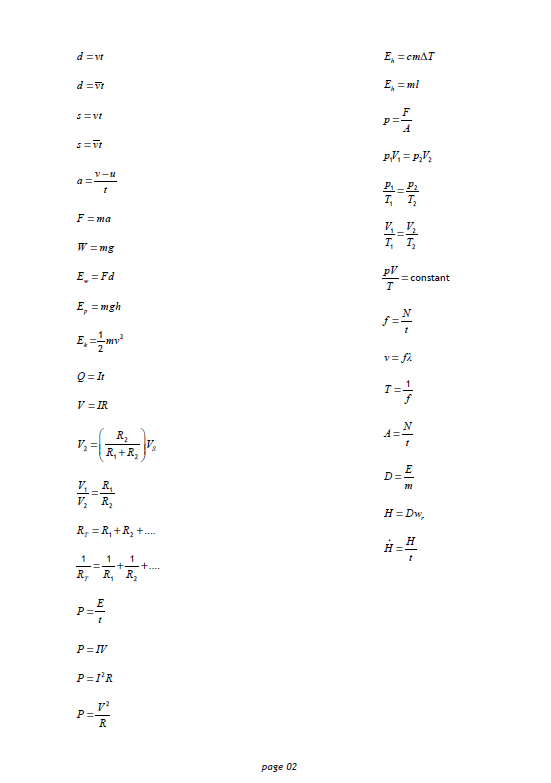 d = vt
d = v̅t
s = vt
s = v̅t
a = (v − u)/t
F = ma
W = mg
E_w = Fd
E_p = mgh
E_k = 1/2 mv²
Q = It
V = IR
V₂ = (R₂/(R₁ + R₂))V_S
V₁/V₂ = R₁/R₂
R_T = R₁ + R₂ + ....
1/R_T = 1/R₁ + 1/R₂ + ....
P = E/t
P = IV
P = I²R
P = V²/R
E_h = cmΔT
E_h = ml
p = F/A
p₁V₁ = p₂V₂
p₁/T₁ = p₂/T₂
V₁/T₁ = V₂/T₂
pV/T = constant
f = N/t
v = fλ
T = 1/f
A = N/t
D = E/m
H = Dw_r
Ḣ = H/t
page 02